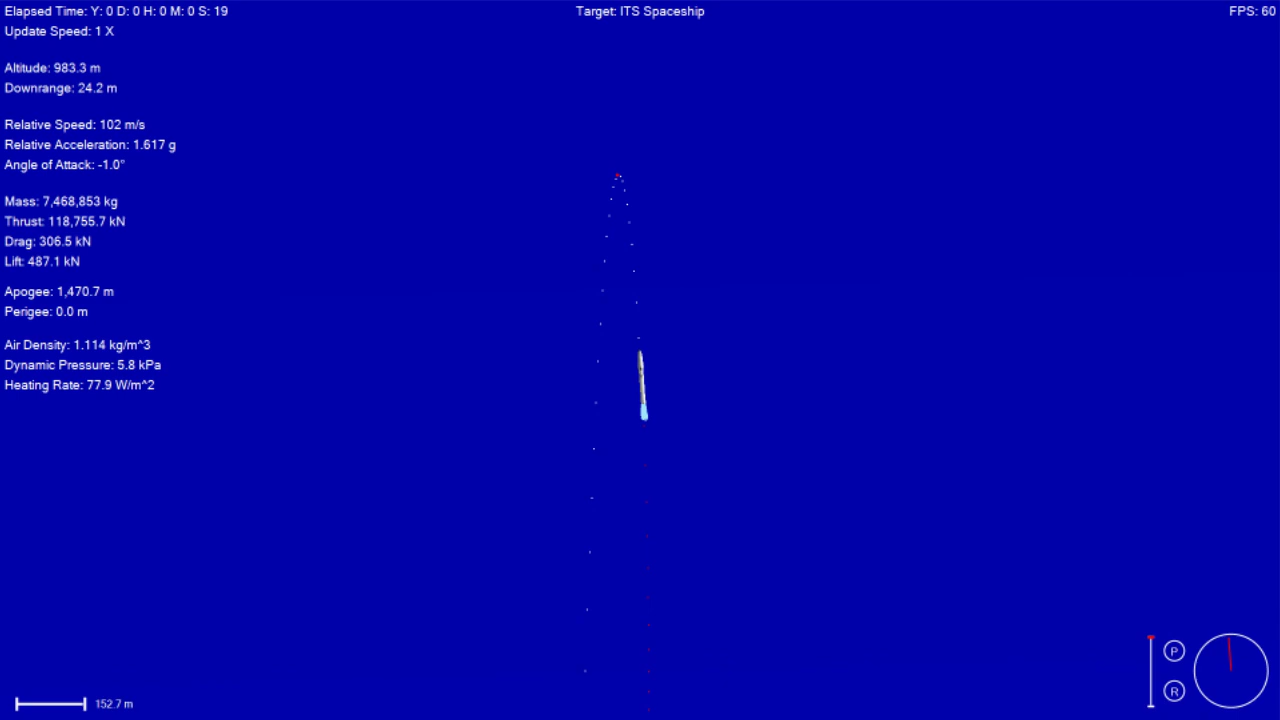 Elapsed Time: Y: 0 D: 0 H: 0 M: 0 S: 19
Target: ITS Spaceship
FPS: 60
Update Speed: 1 X
Altitude: 983.3 m
Downrange: 24.2 m
Relative Speed: 102 m/s
Relative Acceleration: 1.617 g
Angle of Attack: -1.0°
Mass: 7,468,853 kg
Thrust: 118,755.7 kN
Drag: 306.5 kN
Lift: 487.1 kN
Apogee: 1,470.7 m
Perigee: 0.0 m
Air Density: 1.114 kg/m^3
Dynamic Pressure: 5.8 kPa
Heating Rate: 77.9 W/m^2
P
R
152.7 m